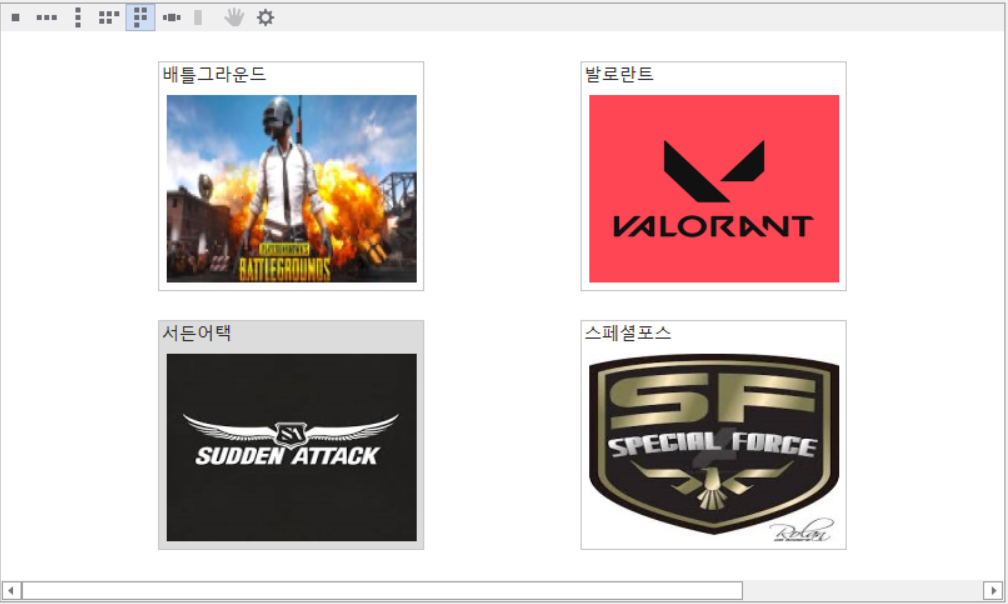 배틀그라운드
PLAYERUNKNOWN'S
BATTLEGROUNDS
발로란트
VALORANT
서든어택
SA
SUDDEN ATTACK
스페셜포스
SF
SPECIAL FORCE
Rolan